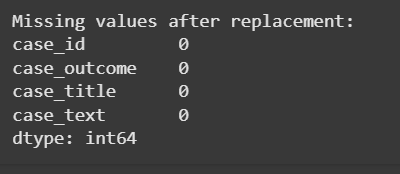 Missing values after replacement:
case_id         0
case_outcome    0
case_title      0
case_text       0
dtype: int64